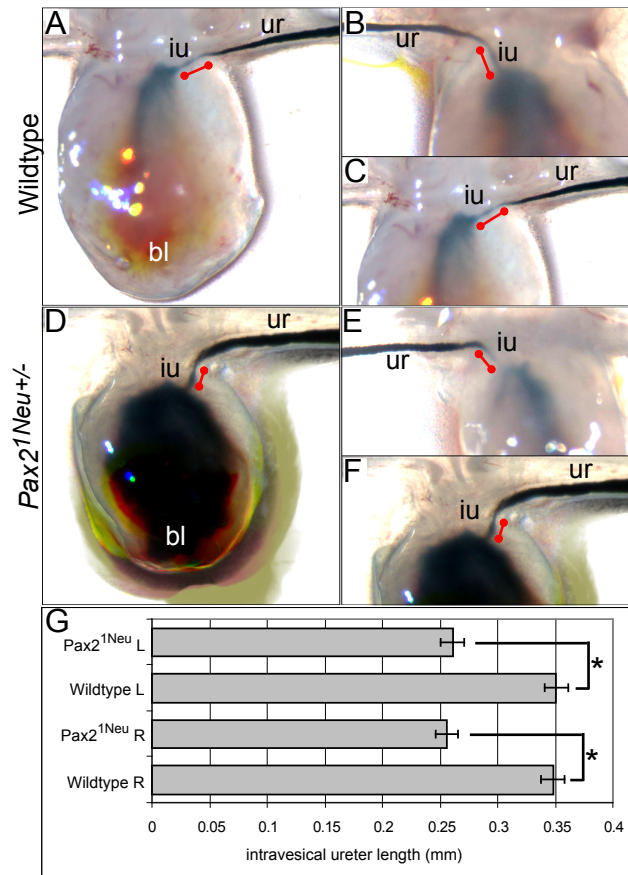 A
iu
ur
bl
Wildtype
B
ur
iu
C
iu
ur
D
ur
iu
bl
Pax2^1Neu+/-
E
ur
iu
F
ur
iu
G
Pax2^1Neu L
*
Wildtype L
Pax2^1Neu R
*
Wildtype R
0 0.05 0.1 0.15 0.2 0.25 0.3 0.35 0.4
intravesical ureter length (mm)